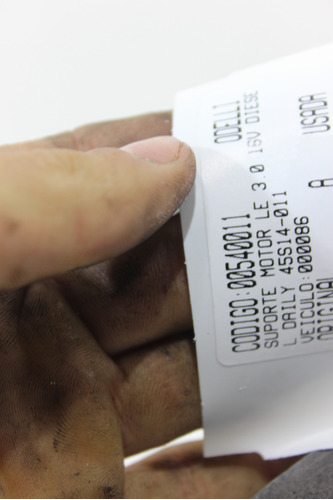 CODIGO:00540011 ODELLI
SUPORTE MOTOR LE 3.0 16V DIESE
L DAILY 45S14-011
VEICULO:000086 A USADA
ORIGINAL